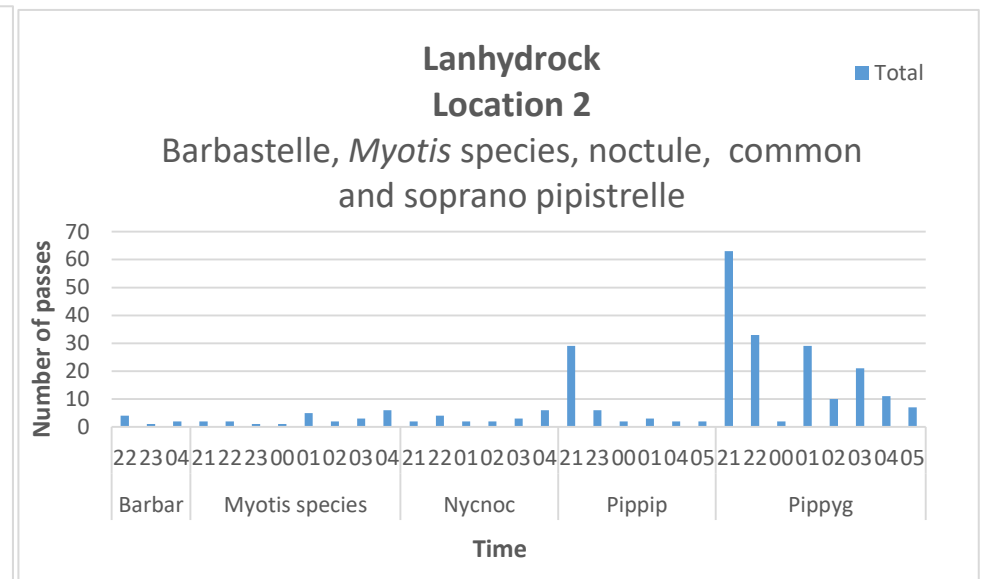 Lanhydrock
Location 2
Total
Barbastelle, Myotis species, noctule, common
and soprano pipistrelle
Number of passes
70
60
50
40
30
20
10
0
22 23 04 21 22 23 00 01 02 03 04 21 22 01 02 03 04 21 23 00 01 04 05 21 22 00 01 02 03 04 05
Barbar Myotis species Nycnoc Pippip Pippyg
Time